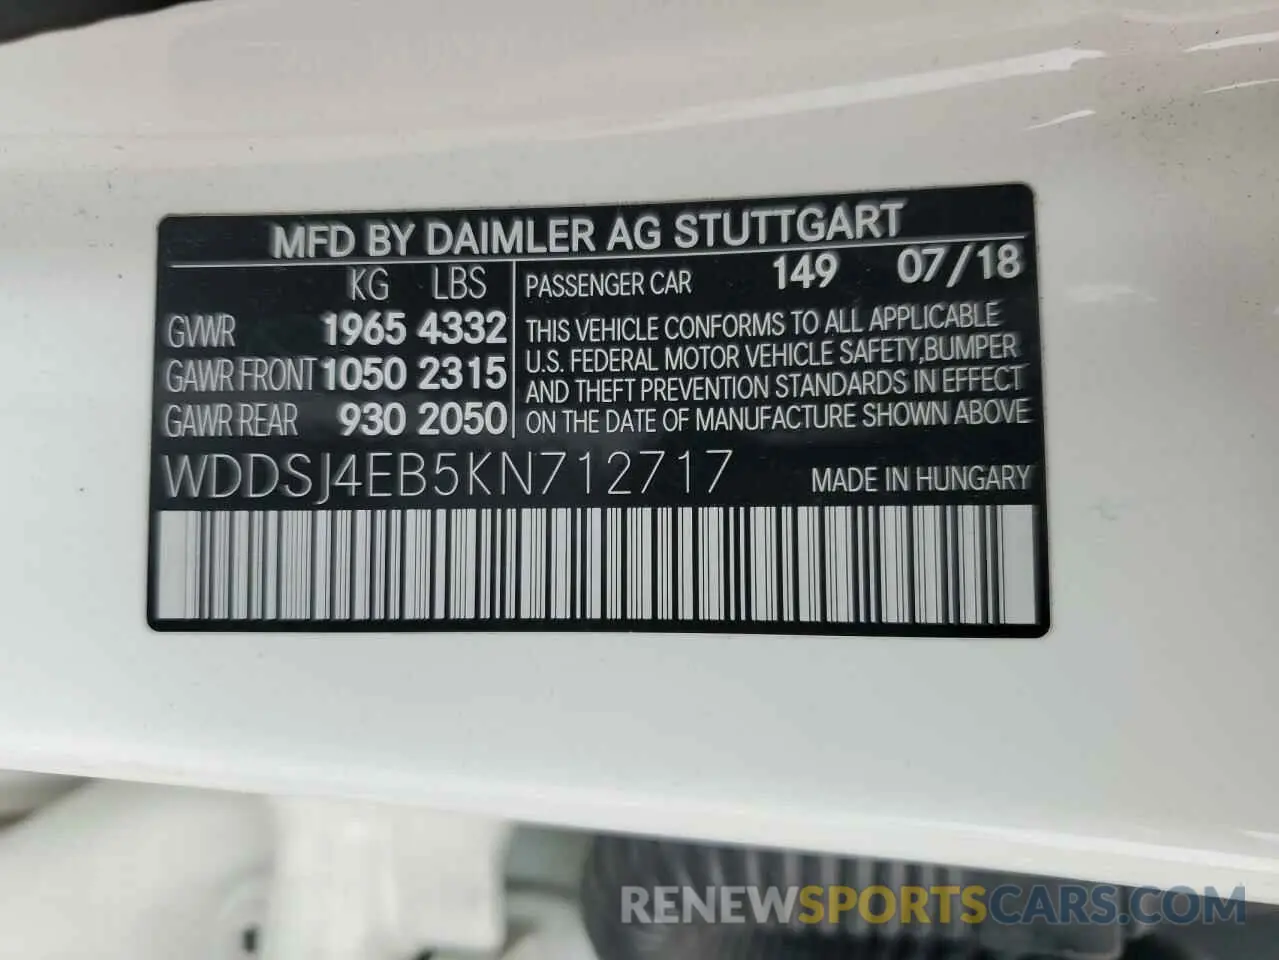 MFD BY DAIMLER AG STUTTGART
KG LBS
GVWR 1965 4332
GAWR FRONT 1050 2315
GAWR REAR 930 2050
PASSENGER CAR 149 07/18
THIS VEHICLE CONFORMS TO ALL APPLICABLE
U.S. FEDERAL MOTOR VEHICLE SAFETY,BUMPER
AND THEFT PREVENTION STANDARDS IN EFFECT
ON THE DATE OF MANUFACTURE SHOWN ABOVE
WDDSJ4EB5KN712717 MADE IN HUNGARY
RENEWSPORTSCARS.COM